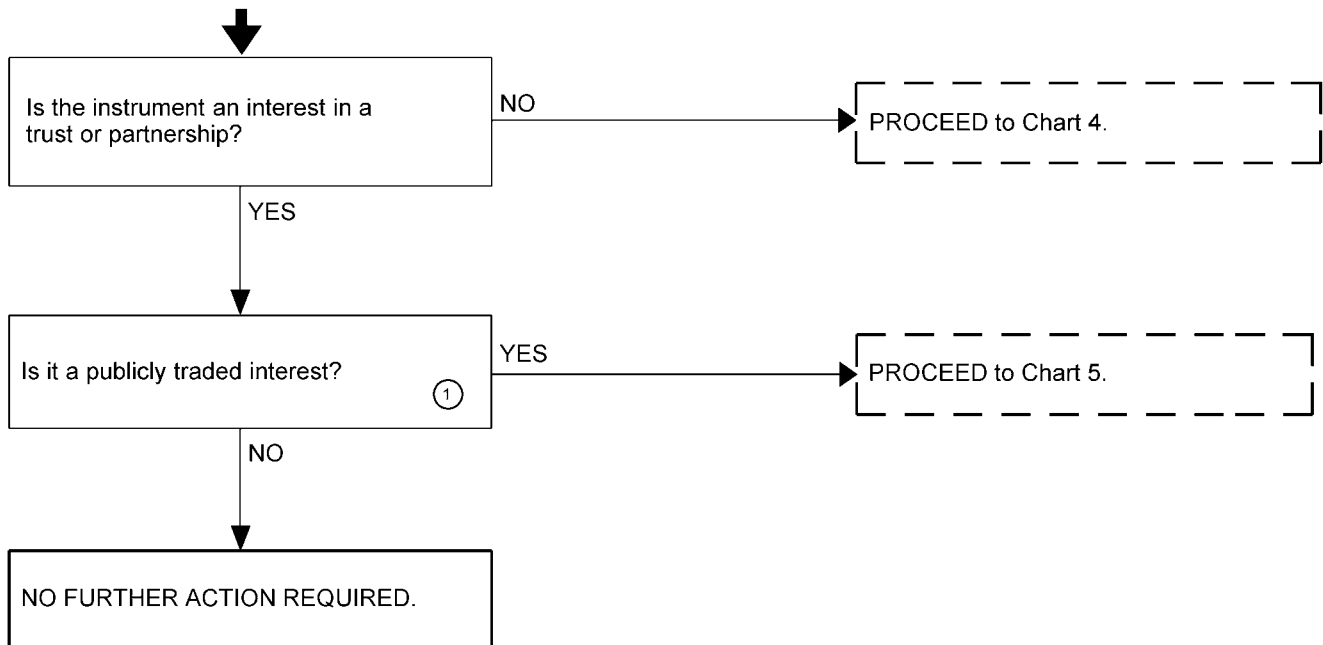 Is the instrument an interest in a
trust or partnership?
NO
PROCEED to Chart 4.
YES
Is it a publicly traded interest?
1
YES
PROCEED to Chart 5.
NO
NO FURTHER ACTION REQUIRED.